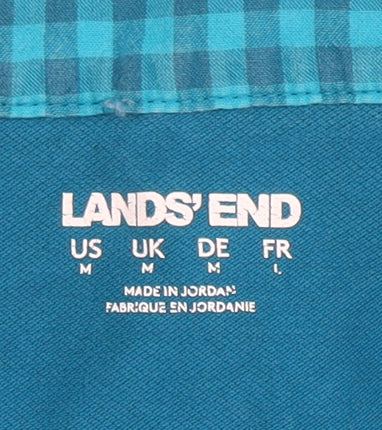 LANDS' END
US UK DE FR
M M M L
MADE IN JORDAN
FABRIQUE EN JORDANIE